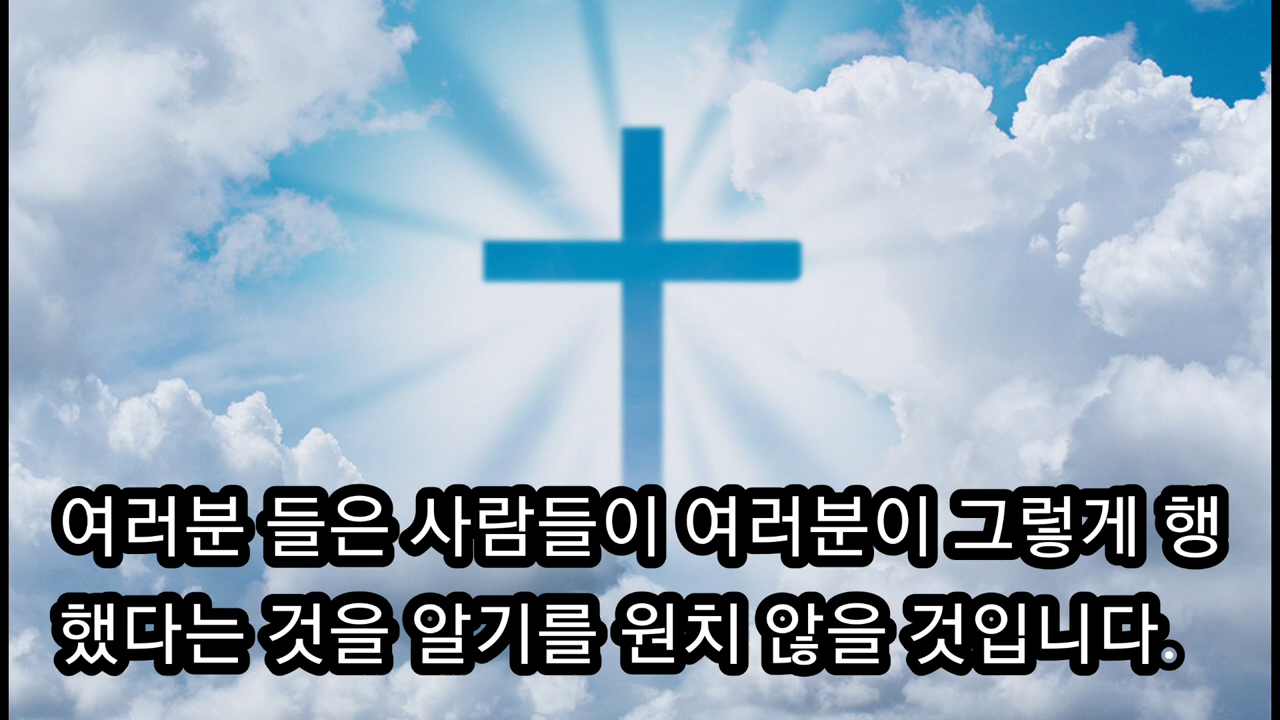 여러분 들은 사람들이 여러분이 그렇게 행
했다는 것을 알기를 원치 않을 것입니다.